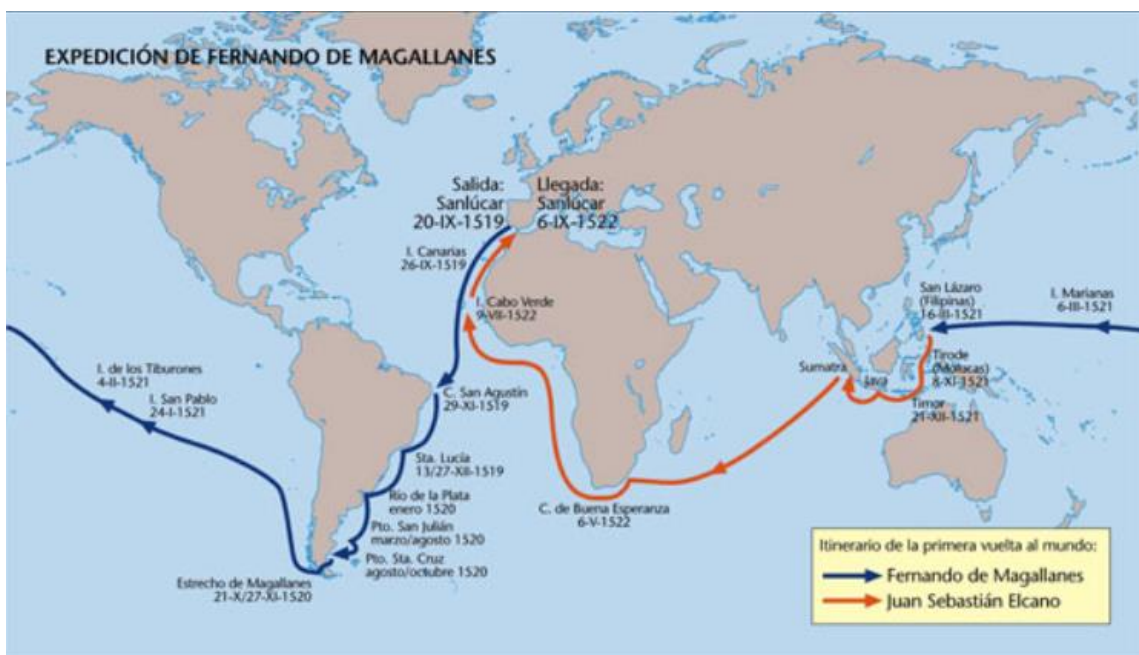 EXPEDICIÓN DE FERNANDO DE MAGALLANES
Salida:
Sanlúcar
20-IX-1519
Llegada:
Sanlúcar
6-IX-1522
I. Canarias
26-IX-1519
I. Cabo Verde
9-VII-1522
San Lázaro
(Filipinas)
16-III-1521
I. Marianas
6-III-1521
I. de los Tiburones
4-II-1521
I. San Pablo
24-I-1521
C. San Agustín
29-XI-1519
Sumatra
Java
Tirode
(Molucas)
8-XI-1521
Timor
21-XII-1521
Sta. Lucía
13/27-XII-1519
Río de la Plata
enero 1520
C. de Buena Esperanza
6-V-1522
Pto. San Julián
marzo/agosto 1520
Pto. Sta. Cruz
agosto/octubre 1520
Estrecho de Magallanes
21-X/27-XI-1520
Itinerario de la primera vuelta al mundo:
Fernando de Magallanes
Juan Sebastián Elcano